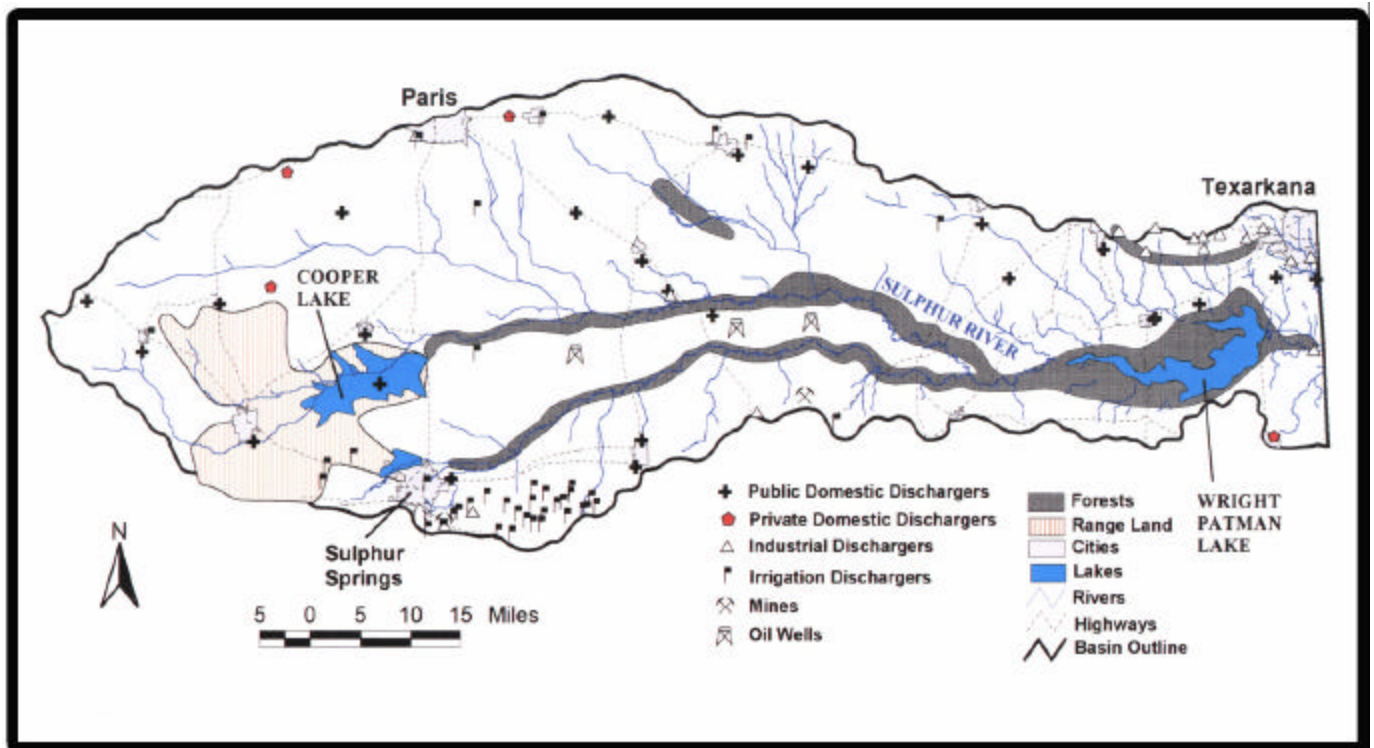 Paris
Texarkana
COOPER
LAKE
SULPHUR RIVER
WRIGHT
PATMAN
LAKE
Sulphur
Springs
N
5 0 5 10 15 Miles
Public Domestic Dischargers
Private Domestic Dischargers
Industrial Dischargers
Irrigation Dischargers
Mines
Oil Wells
Forests
Range Land
Cities
Lakes
Rivers
Highways
Basin Outline